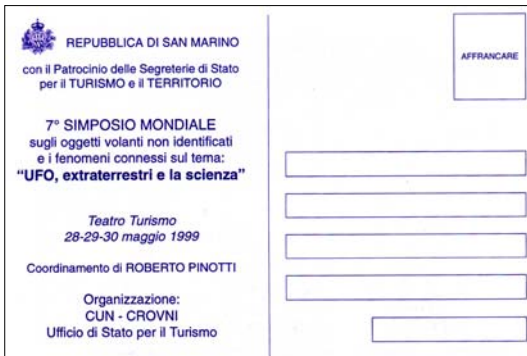 REPUBBLICA DI SAN MARINO
con il Patrocinio delle Segreterie di Stato
per il TURISMO e il TERRITORIO
7° SIMPOSIO MONDIALE
sugli oggetti volanti non identificati
e i fenomeni connessi sul tema:
"UFO, extraterrestri e la scienza"
Teatro Turismo
28-29-30 maggio 1999
Coordinamento di ROBERTO PINOTTI
Organizzazione:
CUN - CROVNI
Ufficio di Stato per il Turismo
AFFRANCARE